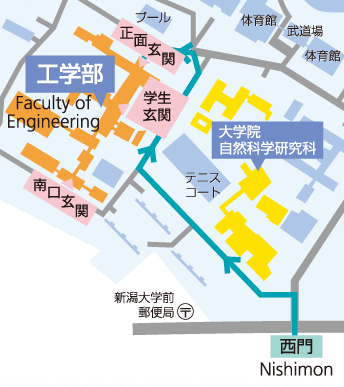 プール
体育館
武道場
体育館
正面玄関
工学部
Faculty of
Engineering
学生
玄関
大学院
自然科学研究科
テニス
コート
南口玄関
新潟大学前
郵便局〒
西門
Nishimon